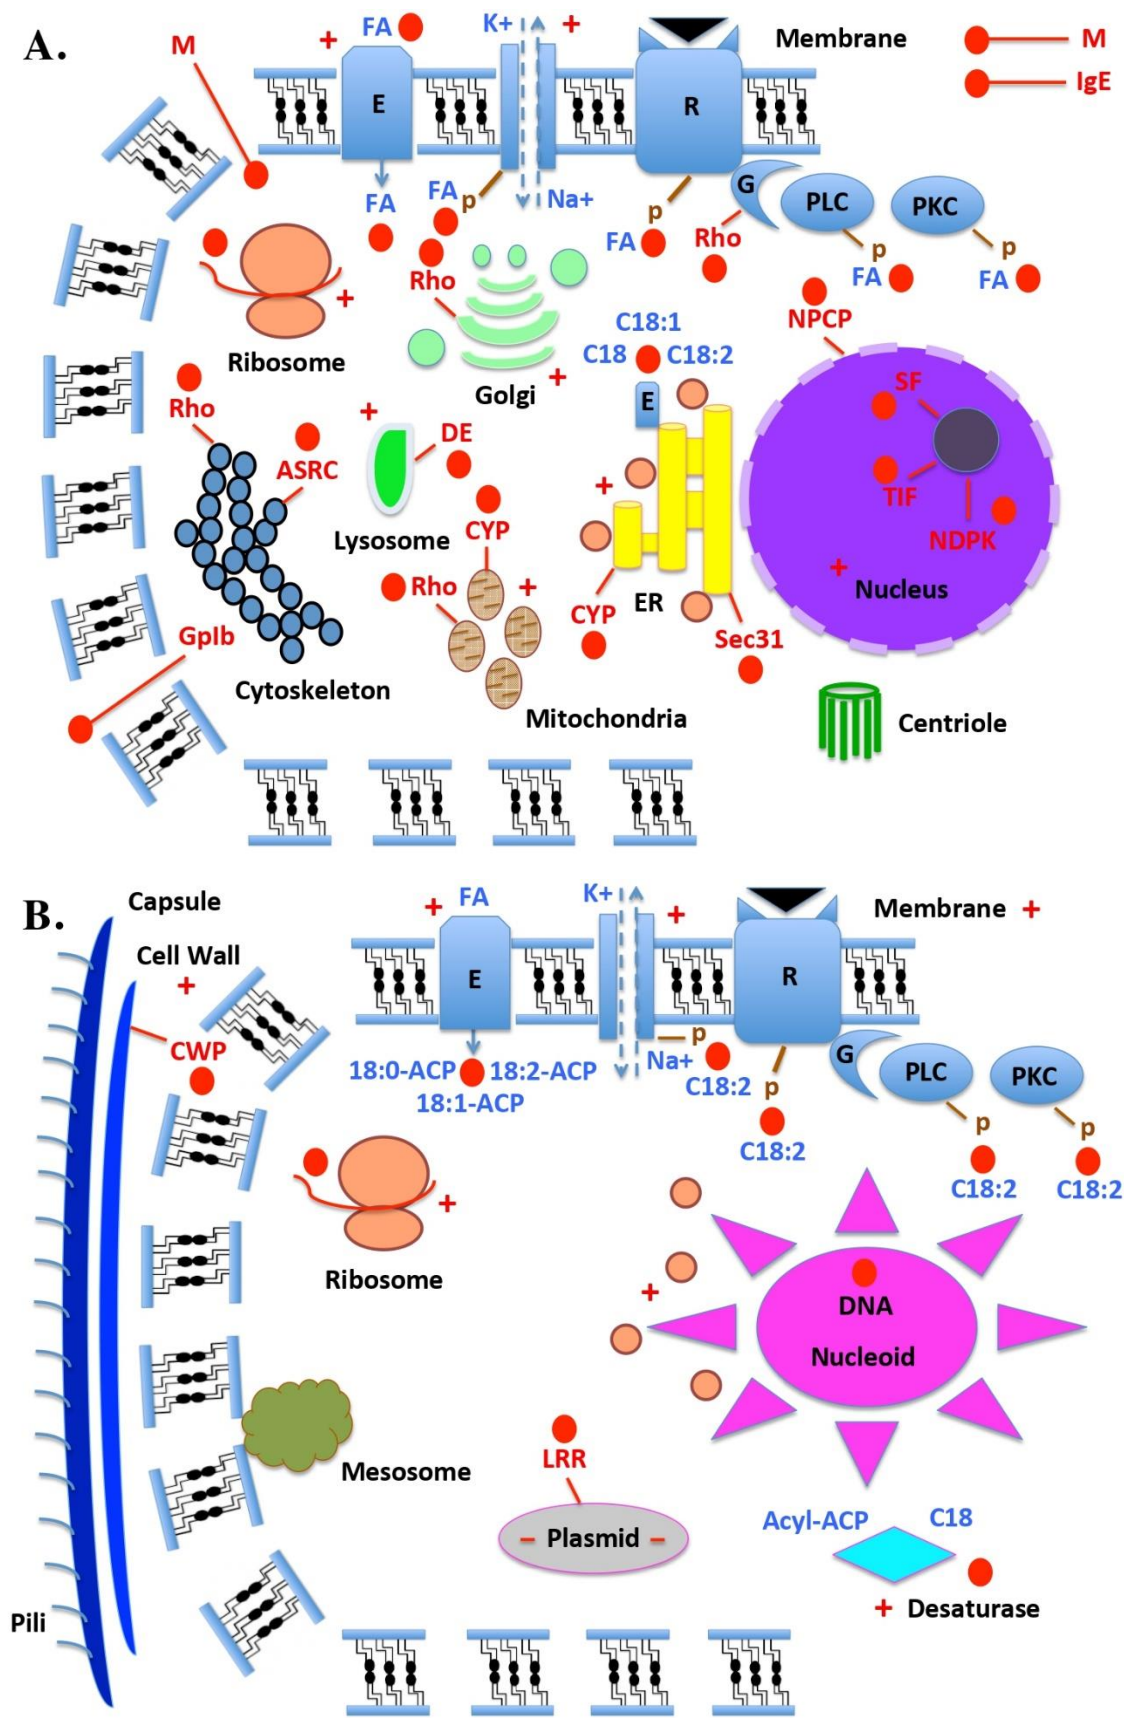 A.
M
+
FA
K+
+
Membrane
M
IgE
E
R
FA
FA
p
Na+
p
FA
Rho
G
PLC
PKC
p
FA
p
FA
Rho
+
Ribosome
Golgi
+
C18:1
C18
C18:2
E
NPCP
SF
TIF
NDPK
+
Nucleus
Rho
ASRC
+
DE
Lysosome
CYP
Rho
+
+
CYP
ER
Sec31
GpIb
Cytoskeleton
Mitochondria
Centriole
B.
Capsule
Cell Wall
+
CWP
+
FA
K+
+
Membrane +
E
R
18:0-ACP
18:2-ACP
18:1-ACP
Na+
p
C18:2
p
C18:2
G
PLC
PKC
p
C18:2
p
C18:2
+
Ribosome
+
DNA
Nucleoid
Mesosome
LRR
– Plasmid –
Acyl-ACP
C18
+ Desaturase
Pili